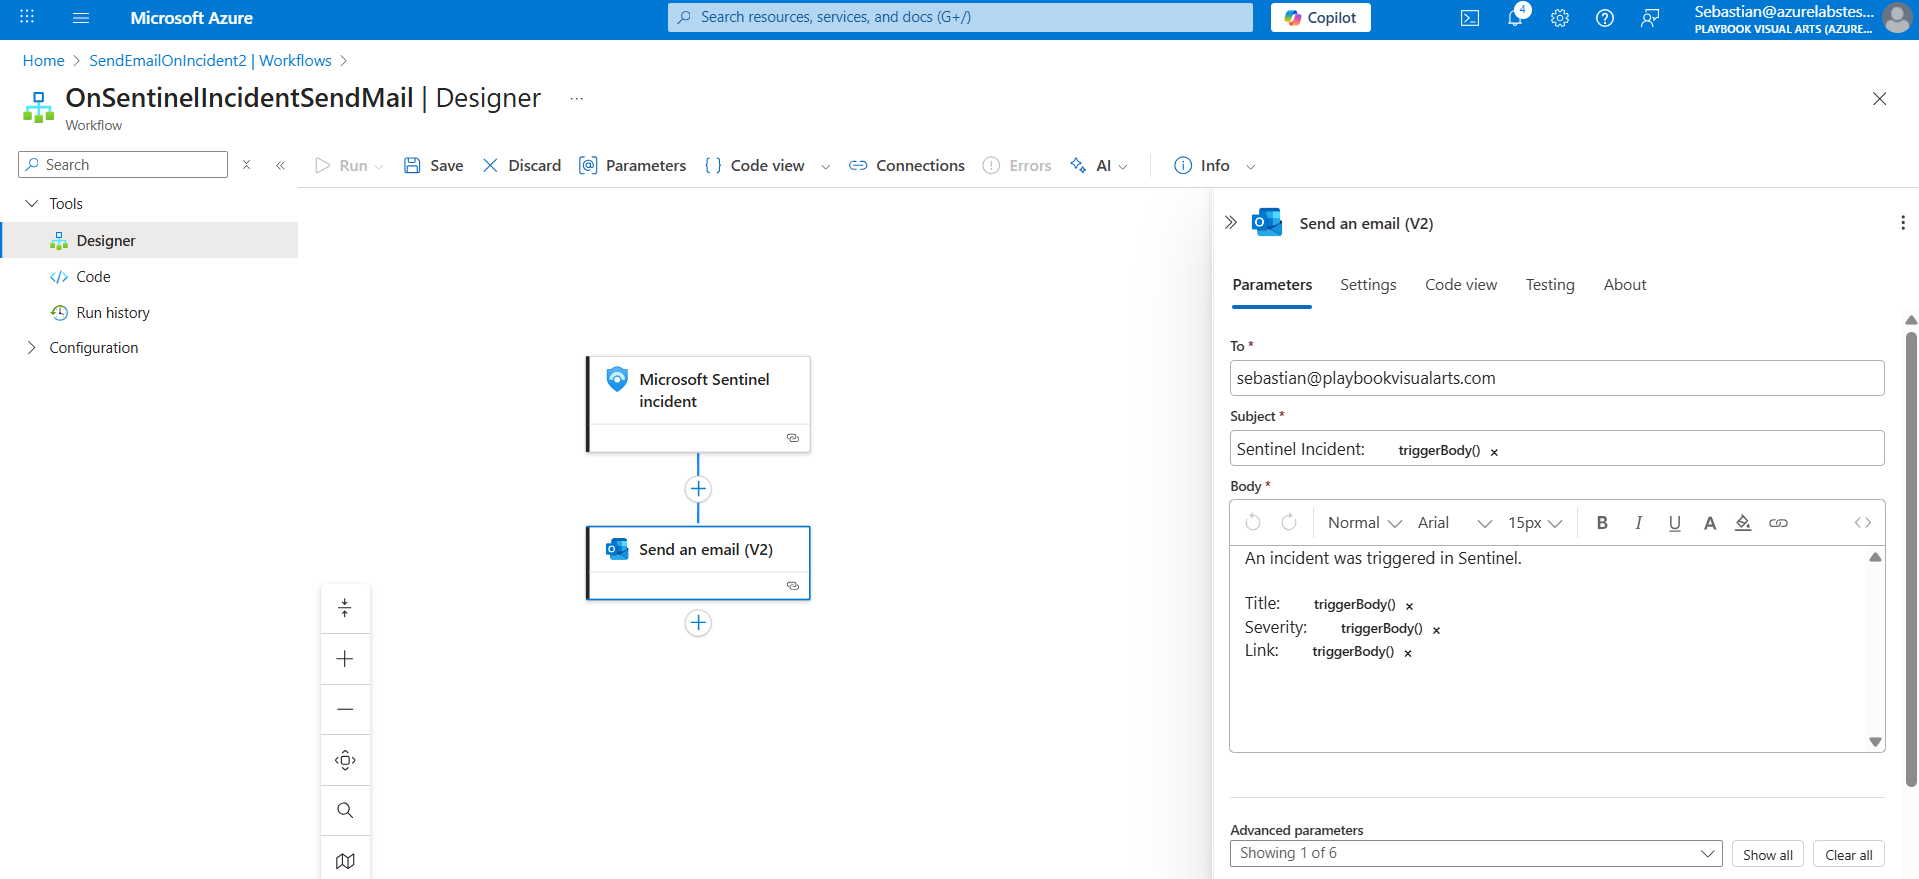 Microsoft Azure
Search resources, services, and docs (G+/)
Copilot
4
Sebastian@azurelabstes...
PLAYBOOK VISUAL ARTS (AZURE...
Home > SendEmailOnIncident2 | Workflows >
OnSentinelIncidentSendMail | Designer ...
Workflow
Search
Run
Save
Discard
Parameters
Code view
Connections
Errors
AI
Info
Tools
Designer
Code
Run history
Configuration
Microsoft Sentinel
incident
Send an email (V2)
Send an email (V2)
Parameters
Settings
Code view
Testing
About
To *
sebastian@playbookvisualarts.com
Subject *
Sentinel Incident: triggerBody() ×
Body *
Normal
Arial
15px
B I U A
An incident was triggered in Sentinel.
Title: triggerBody() ×
Severity: triggerBody() ×
Link: triggerBody() ×
Advanced parameters
Showing 1 of 6
Show all
Clear all